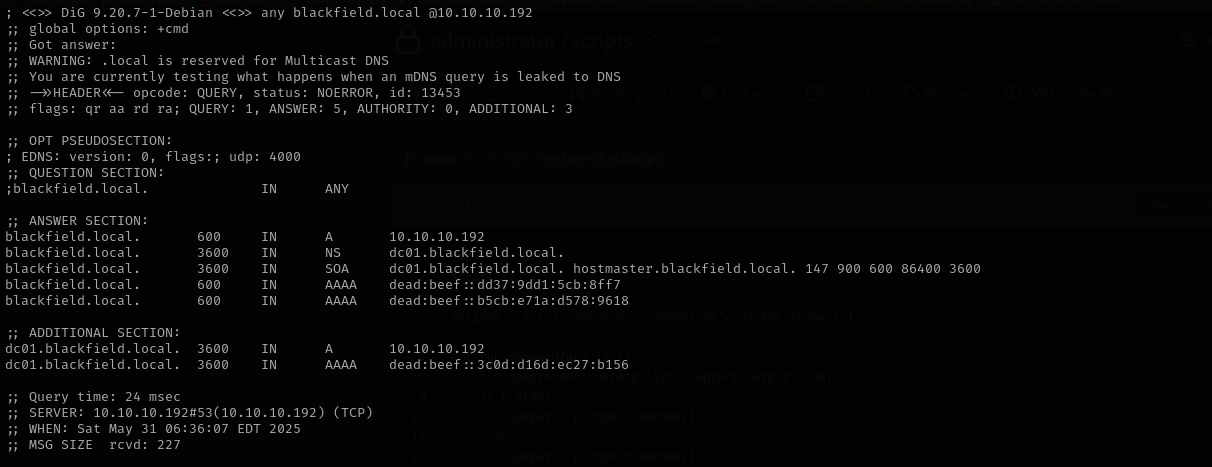 ; <<>> DiG 9.20.7-1-Debian <<>> any blackfield.local @10.10.10.192
;; global options: +cmd
;; Got answer:
;; WARNING: .local is reserved for Multicast DNS
;; You are currently testing what happens when an mDNS query is leaked to DNS
;; ->>HEADER<<- opcode: QUERY, status: NOERROR, id: 13453
;; flags: qr aa rd ra; QUERY: 1, ANSWER: 5, AUTHORITY: 0, ADDITIONAL: 3
;; OPT PSEUDOSECTION:
; EDNS: version: 0, flags:; udp: 4000
;; QUESTION SECTION:
;blackfield.local. IN ANY
;; ANSWER SECTION:
blackfield.local. 600 IN A 10.10.10.192
blackfield.local. 3600 IN NS dc01.blackfield.local.
blackfield.local. 3600 IN SOA dc01.blackfield.local. hostmaster.blackfield.local. 147 900 600 86400 3600
blackfield.local. 600 IN AAAA dead:beef::dd37:9dd1:5cb:8ff7
blackfield.local. 600 IN AAAA dead:beef::b5cb:e71a:d578:9618
;; ADDITIONAL SECTION:
dc01.blackfield.local. 3600 IN A 10.10.10.192
dc01.blackfield.local. 3600 IN AAAA dead:beef::3c0d:d16d:ec27:b156
;; Query time: 24 msec
;; SERVER: 10.10.10.192#53(10.10.10.192) (TCP)
;; WHEN: Sat May 31 06:36:07 EDT 2025
;; MSG SIZE rcvd: 227
administrator/scripts